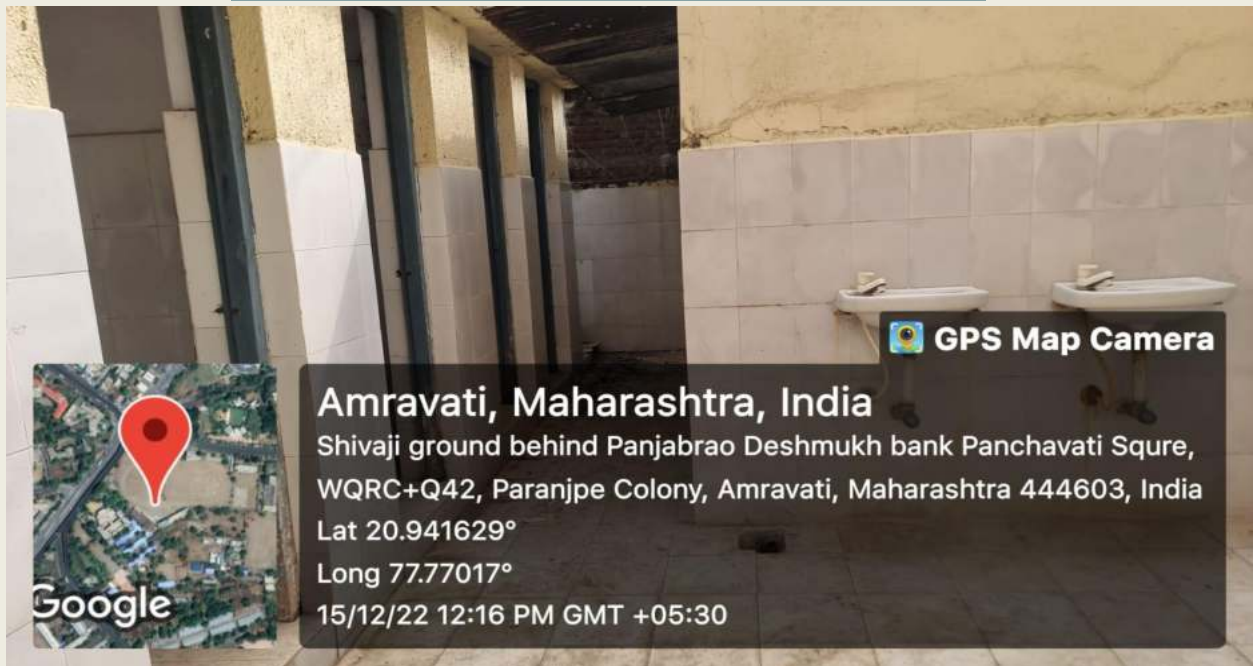 GPS Map Camera
Amravati, Maharashtra, India
Shivaji ground behind Panjabrao Deshmukh bank Panchavati Squre,
WQRC+Q42, Paranjpe Colony, Amravati, Maharashtra 444603, India
Lat 20.941629°
Long 77.77017°
15/12/22 12:16 PM GMT +05:30
Google